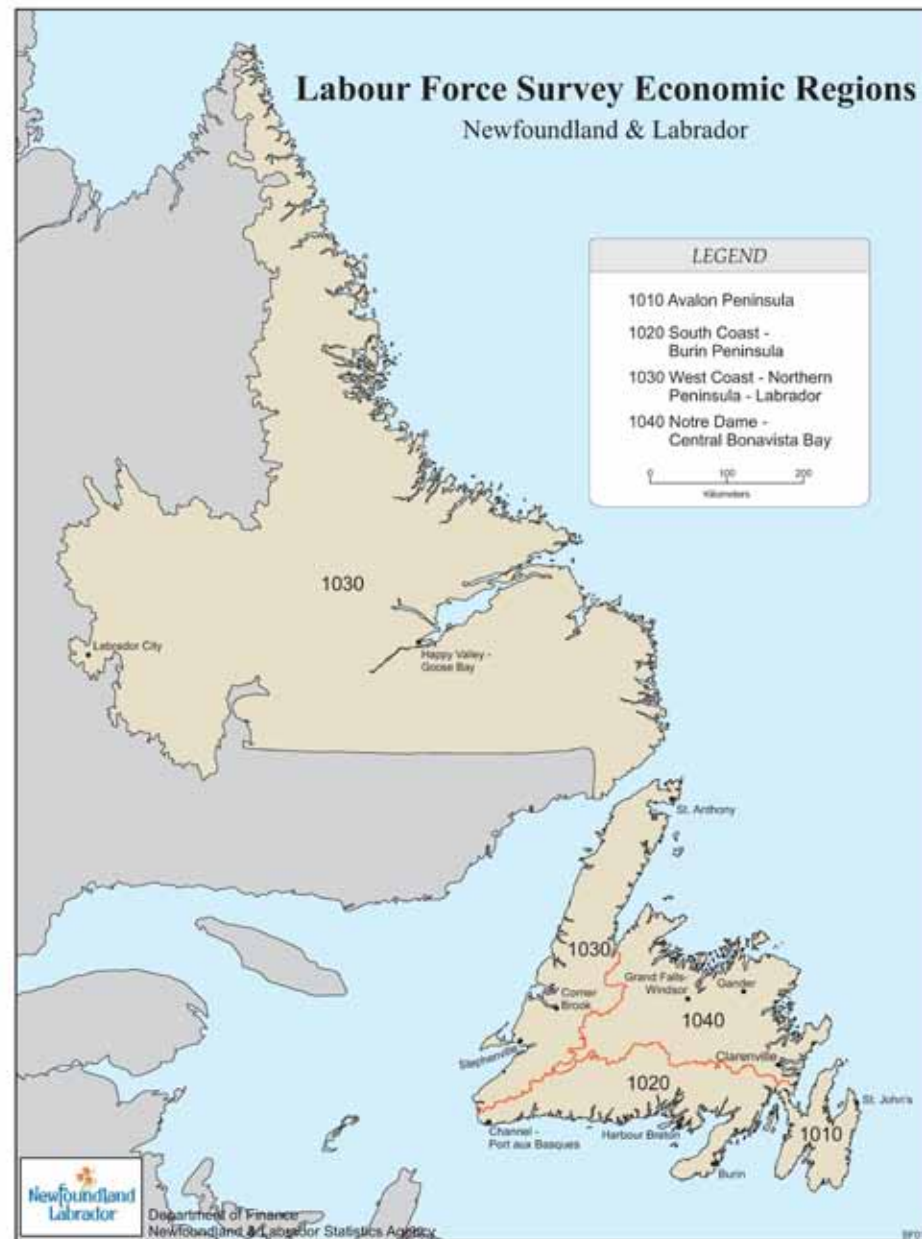 Labour Force Survey Economic Regions
Newfoundland & Labrador
LEGEND
1010 Avalon Peninsula
1020 South Coast -
Burin Peninsula
1030 West Coast - Northern
Peninsula - Labrador
1040 Notre Dame -
Central Bonavista Bay
0 100 200
Kilometers
1030
Labrador City
Happy Valley -
Goose Bay
St. Anthony
1030
Grand Falls-
Windsor
Gander
Corner
Brook
1040
Stephenville
Clarenville
1020
St. John's
Channel -
Port aux Basques
Harbour Breton
1010
Burin
Newfoundland
Labrador
Department of Finance
Newfoundland & Labrador Statistics Agency